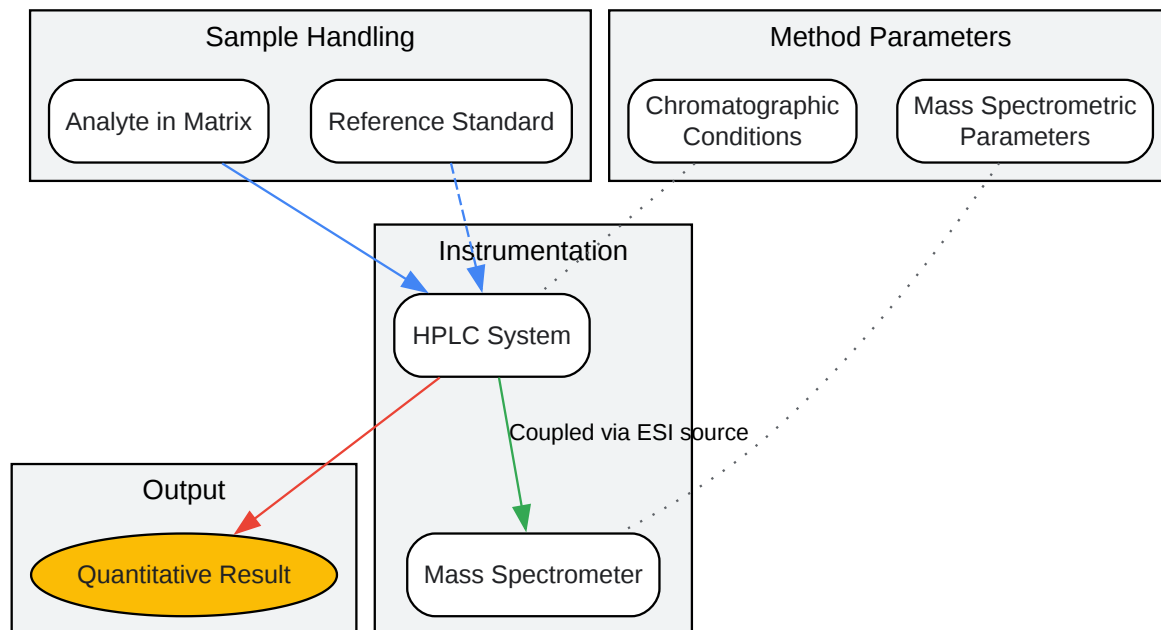 Sample Handling
Method Parameters
Analyte in Matrix
Reference Standard
Chromatographic
Conditions
Mass Spectrometric
Parameters
Instrumentation
HPLC System
Coupled via ESI source
Output
Quantitative Result
Mass Spectrometer